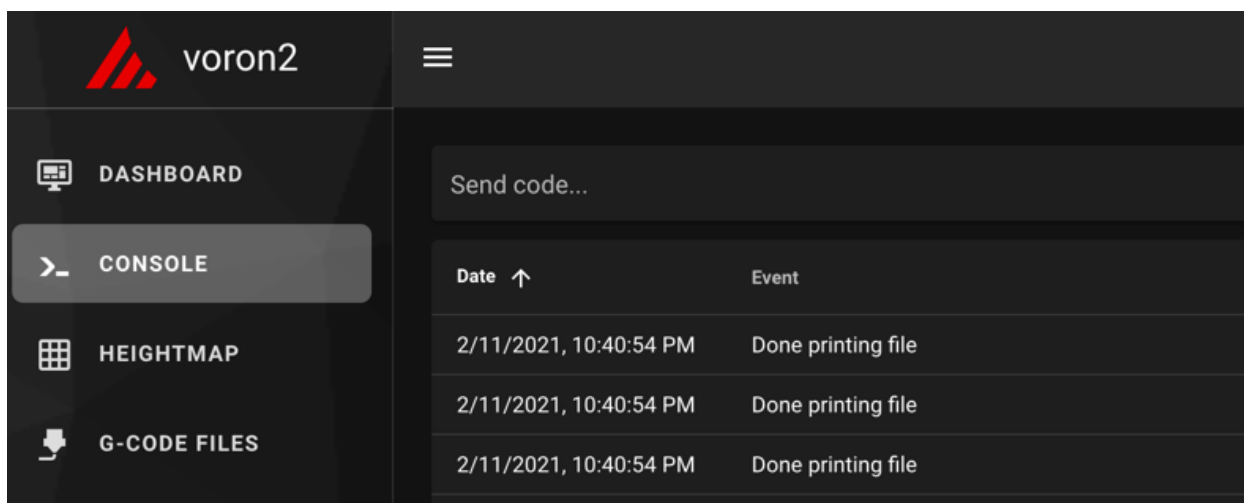 voron2
DASHBOARD
CONSOLE
HEIGHTMAP
G-CODE FILES
Send code...
Date Event
2/11/2021, 10:40:54 PM Done printing file
2/11/2021, 10:40:54 PM Done printing file
2/11/2021, 10:40:54 PM Done printing file